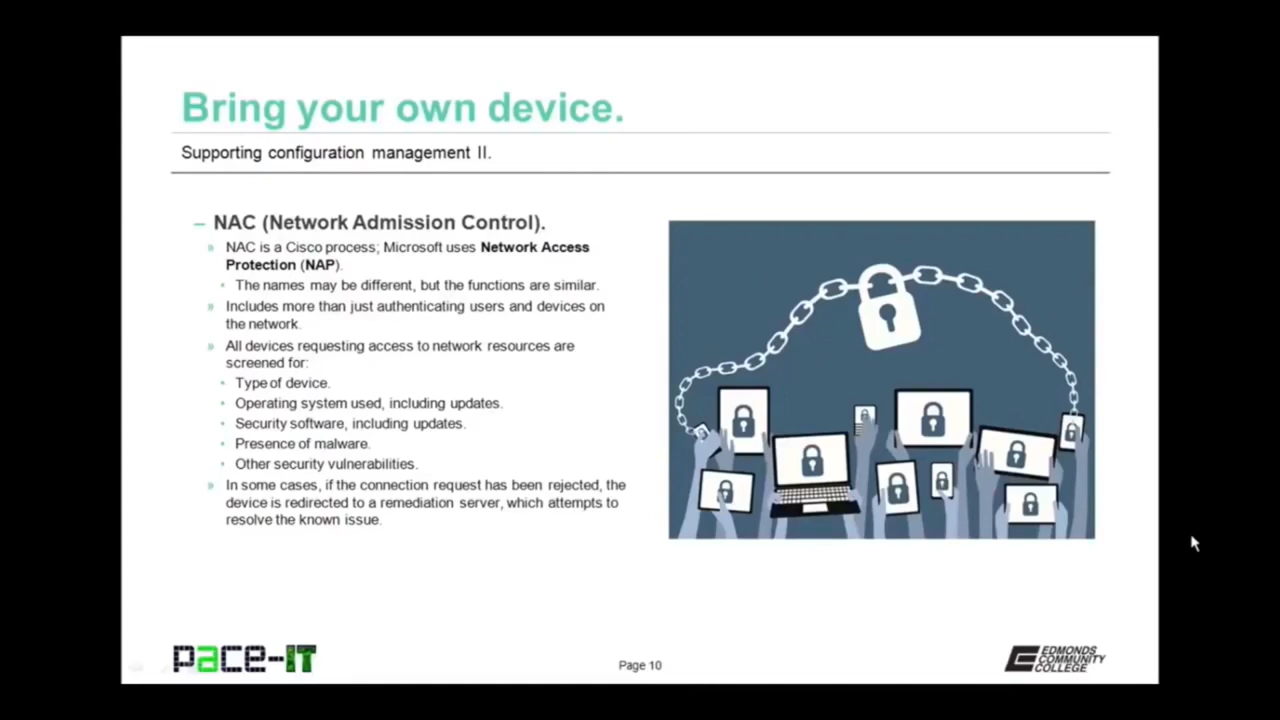 Bring your own device.
Supporting configuration management II.
– NAC (Network Admission Control).
» NAC is a Cisco process; Microsoft uses Network Access
Protection (NAP).
• The names may be different, but the functions are similar.
» Includes more than just authenticating users and devices on
the network.
» All devices requesting access to network resources are
screened for:
• Type of device.
• Operating system used, including updates.
• Security software, including updates.
• Presence of malware.
• Other security vulnerabilities.
» In some cases, if the connection request has been rejected, the
device is redirected to a remediation server, which attempts to
resolve the known issue.
pace-IT
Page 10
EDMONDS
COMMUNITY
COLLEGE